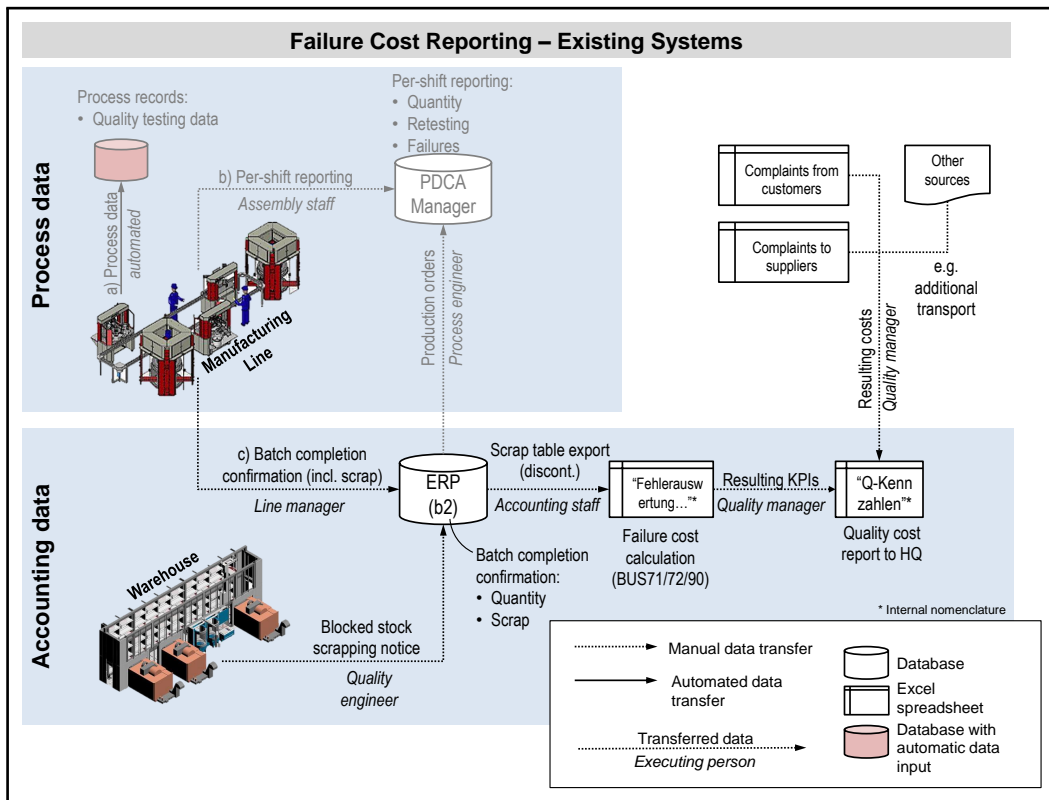 Failure Cost Reporting – Existing Systems
Process data
Process records:
• Quality testing data
Per-shift reporting:
• Quantity
• Retesting
• Failures
b) Per-shift reporting
Assembly staff
PDCA
Manager
a) Process data
automated
Manufacturing
Line
Production orders
Process engineer
Complaints from
customers
Other
sources
Complaints to
suppliers
e.g.
additional
transport
Resulting costs
Quality manager
Accounting data
c) Batch completion
confirmation (incl. scrap)
Line manager
ERP
(b2)
Scrap table export
(discont.)
Accounting staff
“Fehlerausw
ertung…”*
Resulting KPIs
Quality manager
“Q-Kenn
zahlen”*
Failure cost
calculation
(BUS71/72/90)
Quality cost
report to HQ
Batch completion
confirmation:
• Quantity
• Scrap
Warehouse
Blocked stock
scrapping notice
Quality
engineer
* Internal nomenclature
Manual data transfer
Automated data
transfer
Transferred data
Executing person
Database
Excel
spreadsheet
Database with
automatic data
input